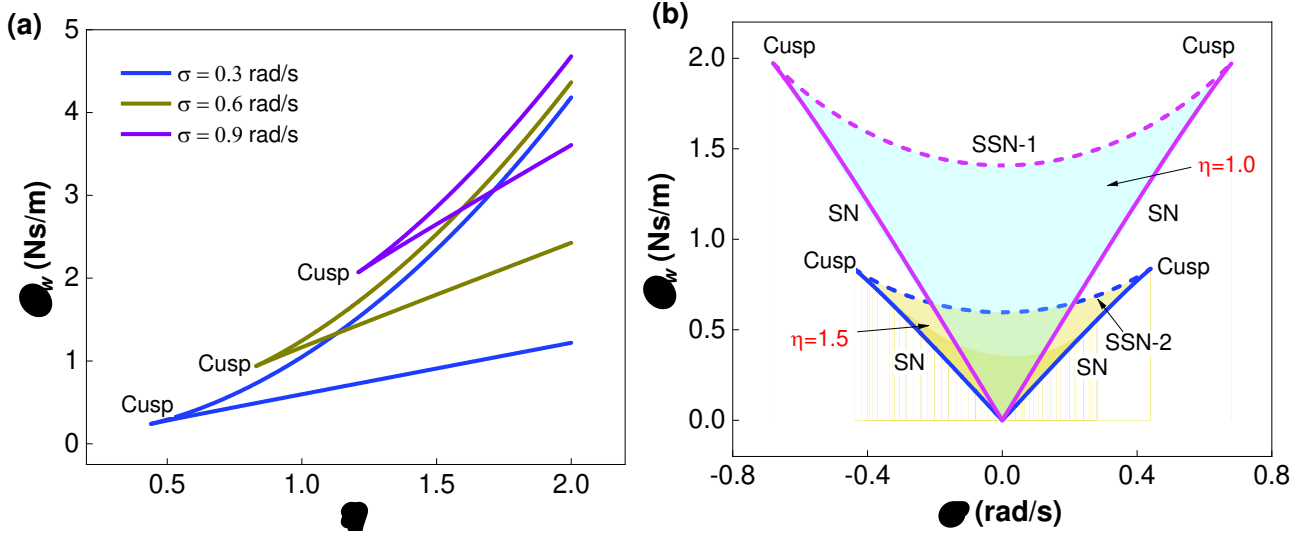 (a)
5
4
3
2
1
0
w (Ns/m)
σ = 0.3 rad/s
σ = 0.6 rad/s
σ = 0.9 rad/s
Cusp
Cusp
Cusp
0.5 1.0 1.5 2.0
(b)
2.0
1.5
1.0
0.5
0.0
w (Ns/m)
Cusp Cusp
SSN-1
η=1.0
SN SN
Cusp Cusp
η=1.5
SSN-2
SN SN
-0.8 -0.4 0.0 0.4 0.8
(rad/s)